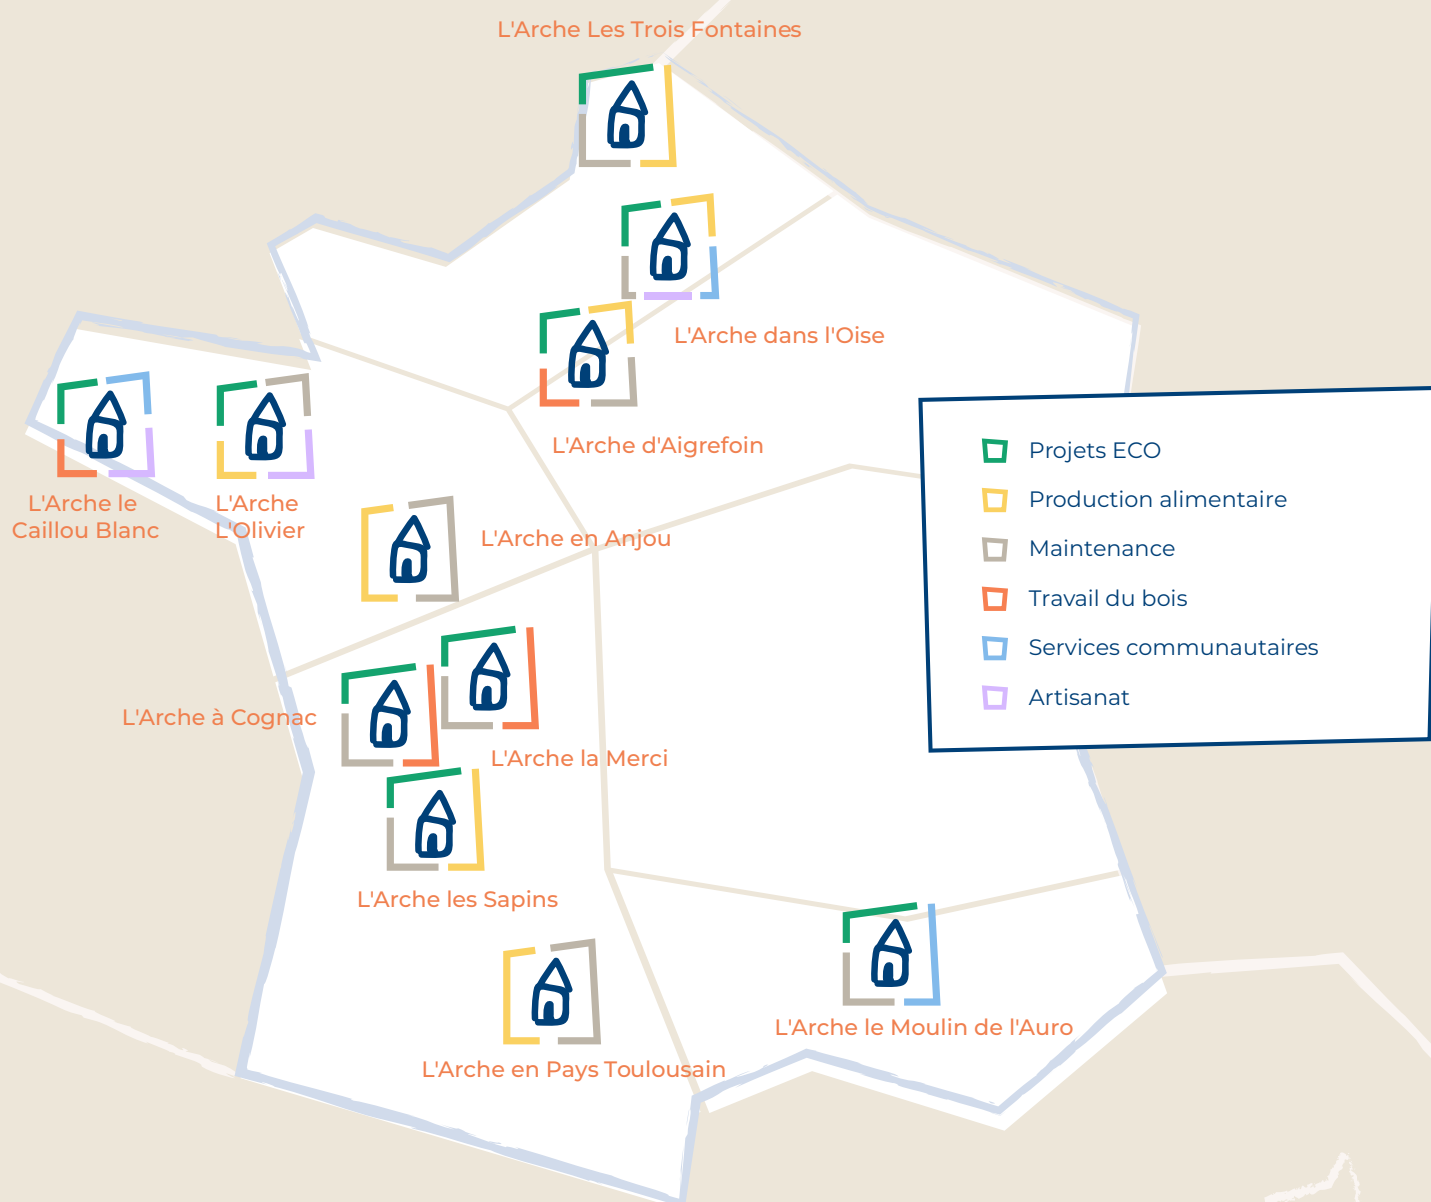 L'Arche Les Trois Fontaines
L'Arche dans l'Oise
L'Arche d'Aigrefoin
L'Arche le
Caillou Blanc
L'Arche
L'Olivier
L'Arche en Anjou
L'Arche à Cognac
L'Arche la Merci
L'Arche les Sapins
L'Arche le Moulin de l'Auro
L'Arche en Pays Toulousain
Projets ECO
Production alimentaire
Maintenance
Travail du bois
Services communautaires
Artisanat